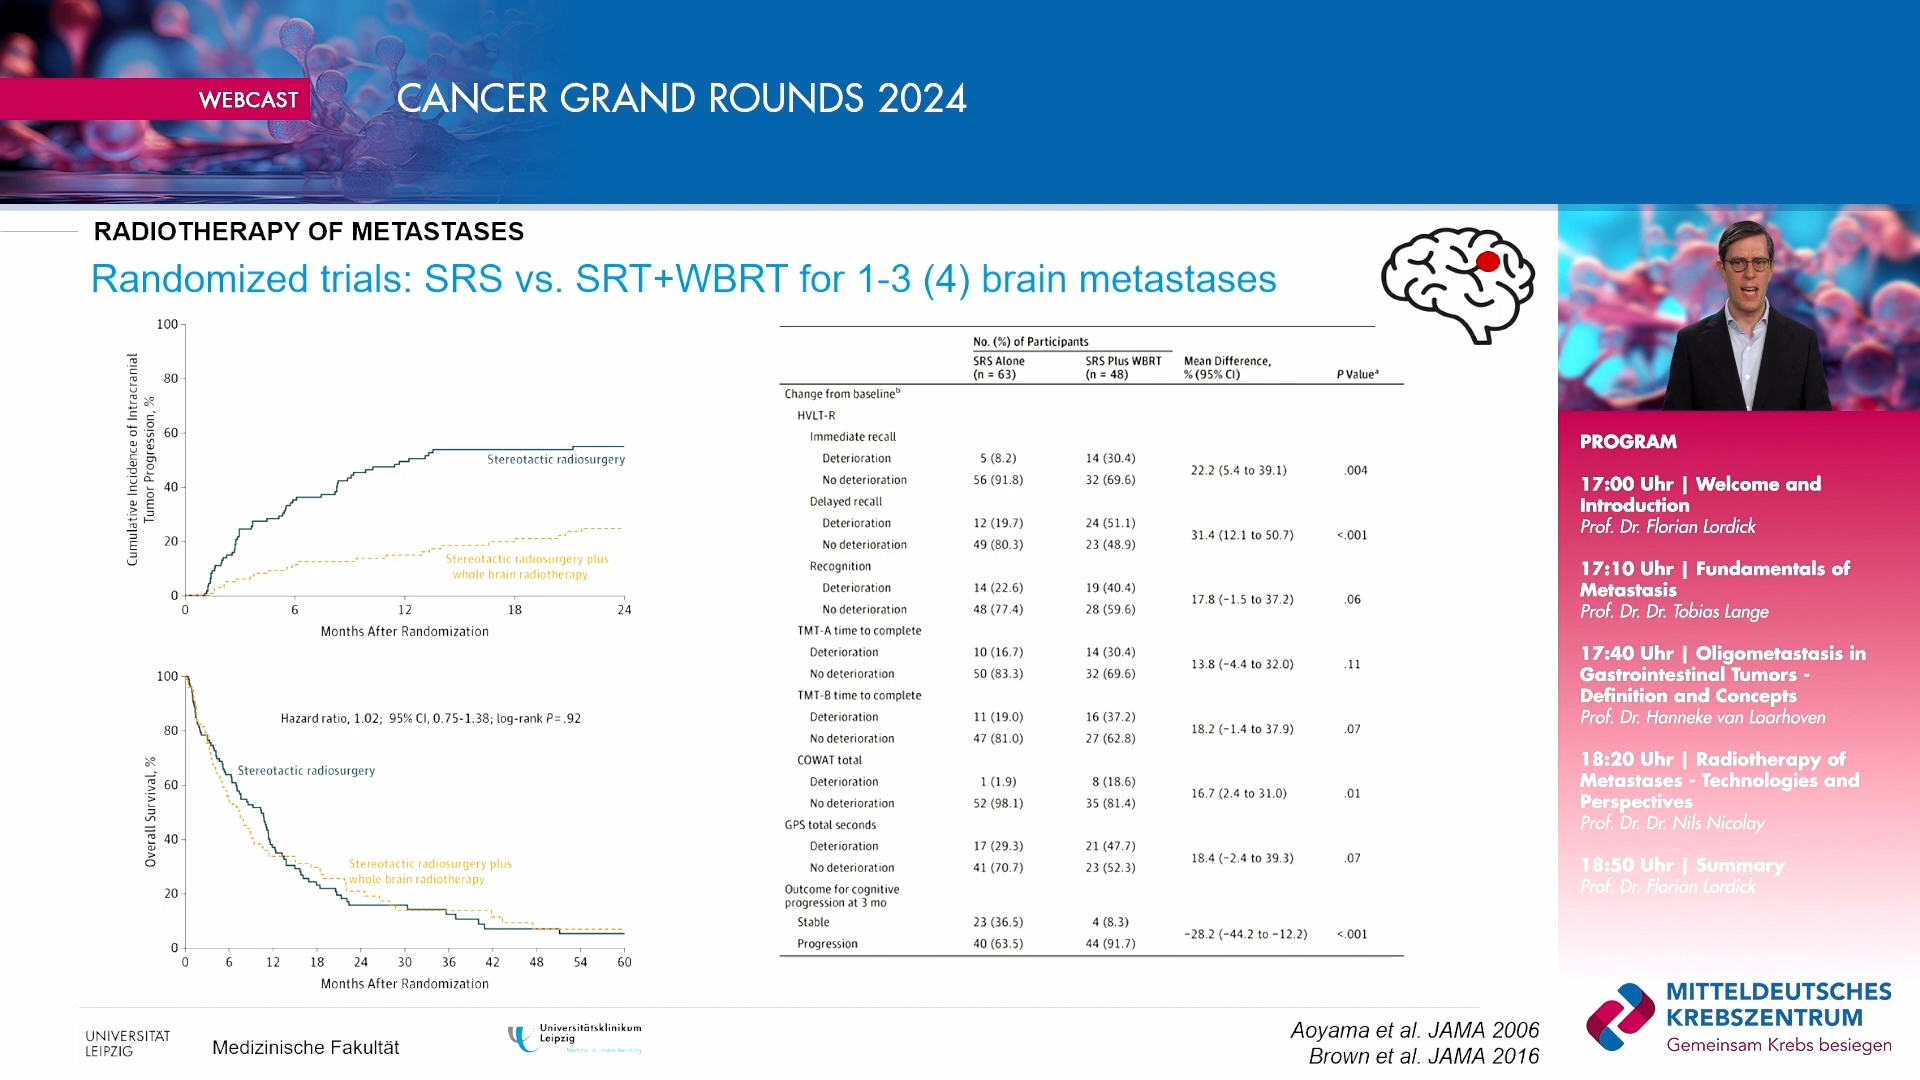 WEBCAST
CANCER GRAND ROUNDS 2024
RADIOTHERAPY OF METASTASES
Randomized trials: SRS vs. SRT+WBRT for 1-3 (4) brain metastases
Cumulative Incidence of Intracranial
Tumor Progression, %
100
80
60
40
20
0
Stereotactic radiosurgery
Stereotactic radiosurgery plus
whole brain radiotherapy
0 6 12 18 24
Months After Randomization
Overall Survival, %
100
80
60
40
20
0
Hazard ratio, 1.02; 95% CI, 0.75-1.38; log-rank P=.92
Stereotactic radiosurgery
Stereotactic radiosurgery plus
whole brain radiotherapy
0 6 12 18 24 30 36 42 48 54 60
Months After Randomization
No. (%) of Participants
SRS Alone SRS Plus WBRT Mean Difference,
(n = 63) (n = 48) % (95% CI) P Valueª
Change from baselineᵇ
HVLT-R
Immediate recall
Deterioration 5 (8.2) 14 (30.4)
22.2 (5.4 to 39.1) .004
No deterioration 56 (91.8) 32 (69.6)
Delayed recall
Deterioration 12 (19.7) 24 (51.1)
31.4 (12.1 to 50.7) <.001
No deterioration 49 (80.3) 23 (48.9)
Recognition
Deterioration 14 (22.6) 19 (40.4)
17.8 (−1.5 to 37.2) .06
No deterioration 48 (77.4) 28 (59.6)
TMT-A time to complete
Deterioration 10 (16.7) 14 (30.4)
13.8 (−4.4 to 32.0) .11
No deterioration 50 (83.3) 32 (69.6)
TMT-B time to complete
Deterioration 11 (19.0) 16 (37.2)
18.2 (−1.4 to 37.9) .07
No deterioration 47 (81.0) 27 (62.8)
COWAT total
Deterioration 1 (1.9) 8 (18.6)
16.7 (2.4 to 31.0) .01
No deterioration 52 (98.1) 35 (81.4)
GPS total seconds
Deterioration 17 (29.3) 21 (47.7)
18.4 (−2.4 to 39.3) .07
No deterioration 41 (70.7) 23 (52.3)
Outcome for cognitive
progression at 3 mo
Stable 23 (36.5) 4 (8.3)
−28.2 (−44.2 to −12.2) <.001
Progression 40 (63.5) 44 (91.7)
UNIVERSITÄT
LEIPZIG
Medizinische Fakultät
Universitätsklinikum
Leipzig
Aoyama et al. JAMA 2006
Brown et al. JAMA 2016
PROGRAM
17:00 Uhr | Welcome and
Introduction
Prof. Dr. Florian Lordick
17:10 Uhr | Fundamentals of
Metastasis
Prof. Dr. Dr. Tobias Lange
17:40 Uhr | Oligometastasis in
Gastrointestinal Tumors -
Definition and Concepts
Prof. Dr. Hanneke van Laarhoven
18:20 Uhr | Radiotherapy of
Metastases - Technologies and
Perspectives
Prof. Dr. Dr. Nils Nicolay
18:50 Uhr | Summary
Prof. Dr. Florian Lordick
MITTELDEUTSCHES
KREBSZENTRUM
Gemeinsam Krebs besiegen